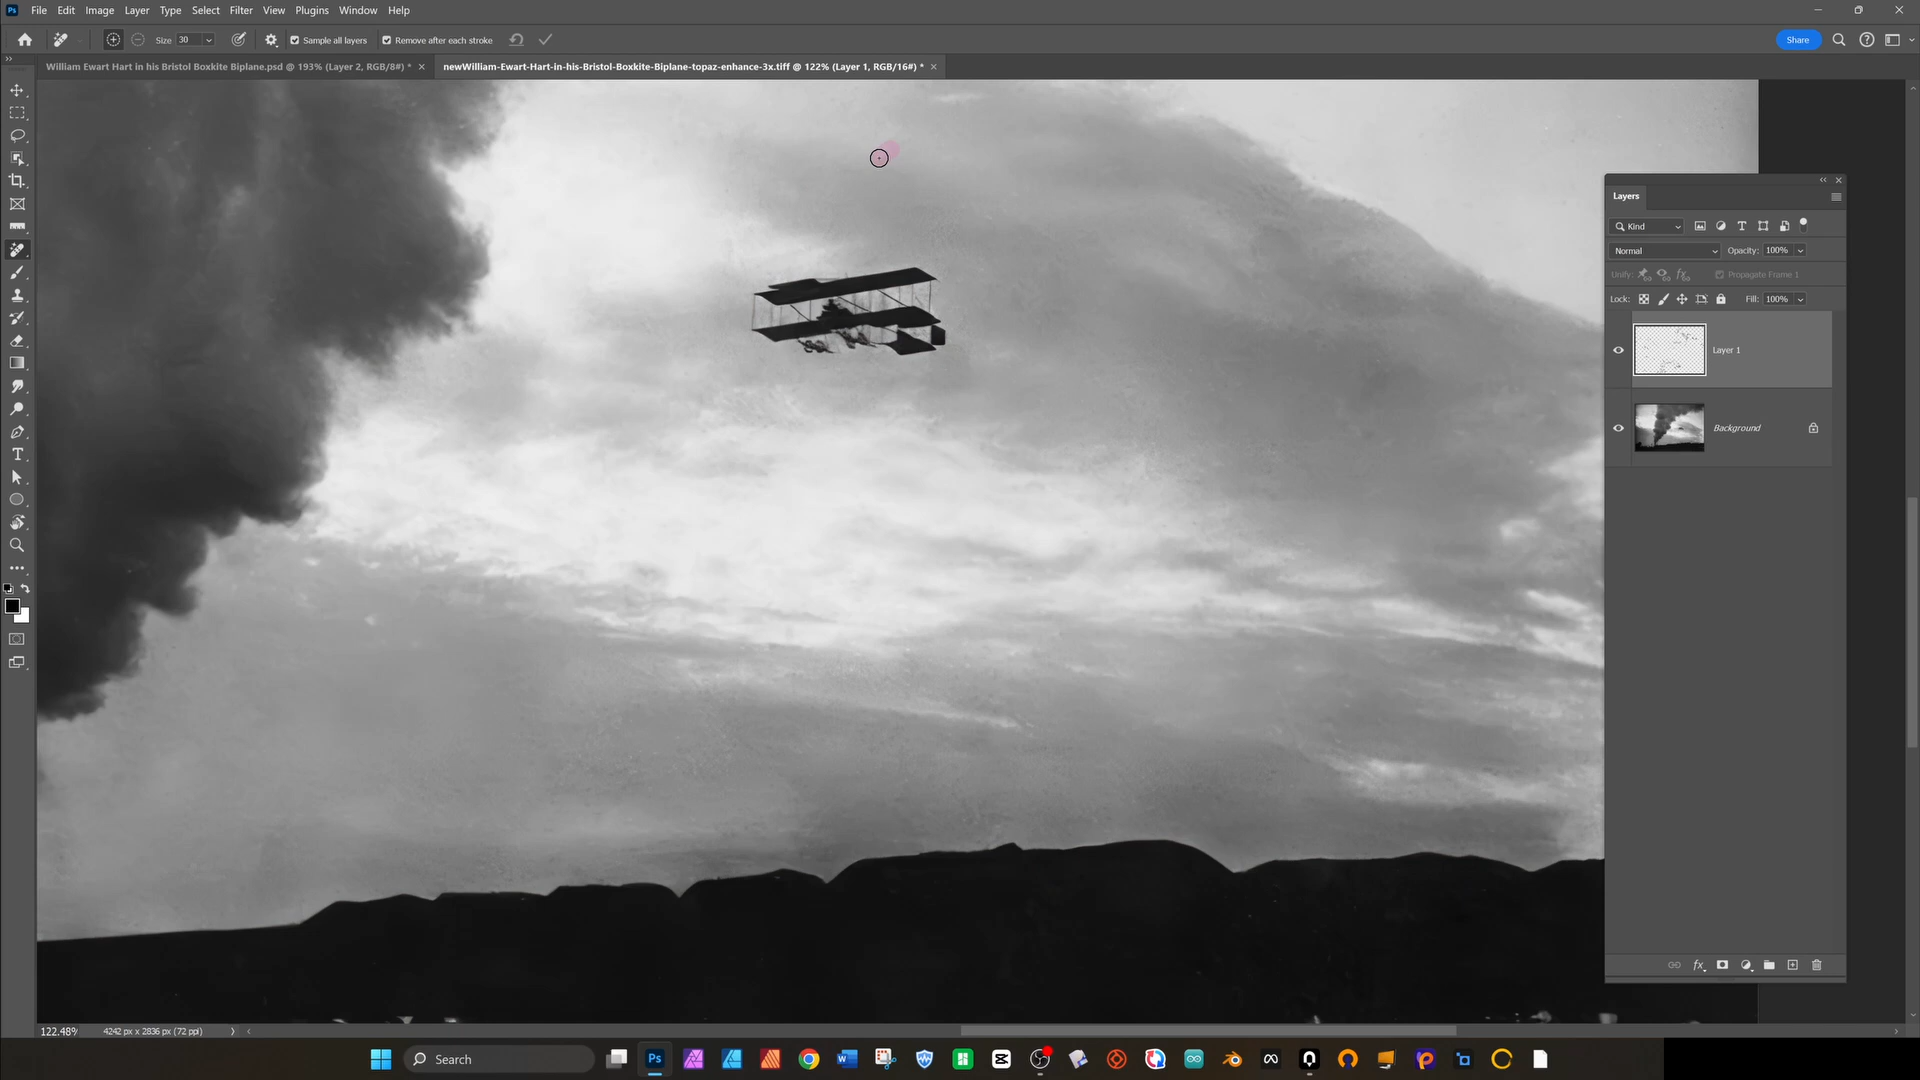 File Edit Image Layer Type Select Filter View Plugins Window Help
Size 30 Sample all layers Remove after each stroke Share
William Ewart Hart in his Bristol Boxkite Biplane.psd @ 193% (Layer 2, RGB/8#) *
newWilliam-Ewart-Hart-in-his-Bristol-Boxkite-Biplane-topaz-enhance-3x.tiff @ 122% (Layer 1, RGB/16#) *
Layers
Kind
Normal Opacity: 100%
Unify: Propagate Frame 1
Lock: Fill: 100%
Layer 1
Background
122.48% 4242 px x 2836 px (72 ppi)
Search